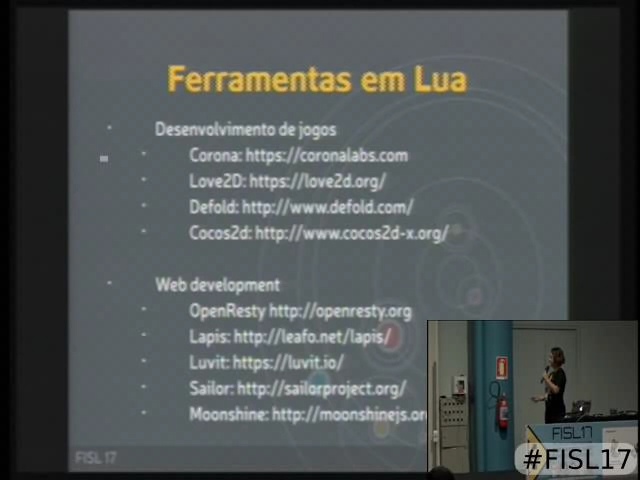 Ferramentas em Lua
Desenvolvimento de jogos
Corona: https://coronalabs.com
Love2D: https://love2d.org/
Defold: http://www.defold.com/
Cocos2d: http://www.cocos2d-x.org/
Web development
OpenResty http://openresty.org
Lapis: http://leafo.net/lapis/
Luvit: https://luvit.io/
Sailor: http://sailorproject.org/
Moonshine: http://moonshinejs.or
FISL 17
FISL17
#FISL17